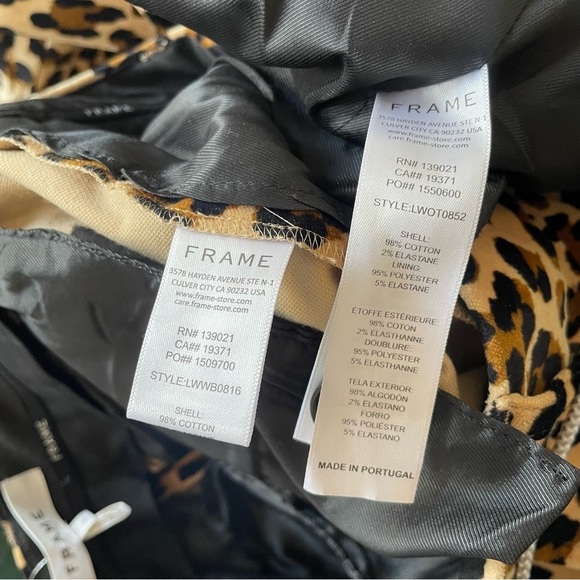 FRAME
3578 HAYDEN AVENUE STE N-1
CULVER CITY CA 90232 USA
www.frame-store.com
care.frame-store.com
RN# 139021
CA## 19371
PO## 1509700
STYLE:LWWB0816
SHELL:
98% COTTON
FRAME
3578 HAYDEN AVENUE STE N-1
CULVER CITY CA 90232 USA
www.frame-store.com
care.frame-store.com
RN# 139021
CA## 19371
PO## 1550600
STYLE:LWOT0852
SHELL:
98% COTTON
2% ELASTANE
LINING:
95% POLYESTER
5% ELASTANE
ÉTOFFE EXTÉRIEURE:
98% COTON
2% ÉLASTHANNE
DOUBLURE:
95% POLYESTER
5% ÉLASTHANNE
TELA EXTERIOR:
98% ALGODÓN
2% ELASTANO
FORRO
95% POLIÉSTER
5% ELASTANO
MADE IN PORTUGAL
FRAME
FRAME
FRAME